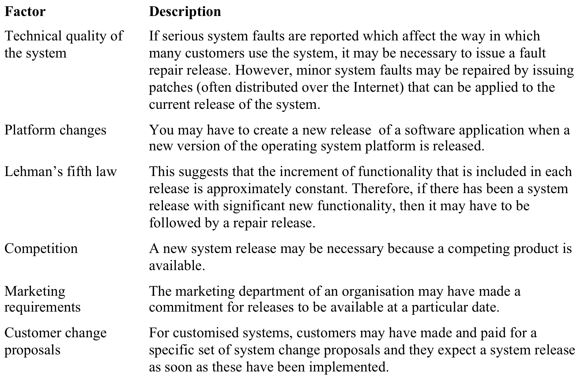 Factor Description
Technical quality of If serious system faults are reported which affect the way in which
the system many customers use the system, it may be necessary to issue a fault
repair release. However, minor system faults may be repaired by issuing
patches (often distributed over the Internet) that can be applied to the
current release of the system.
Platform changes You may have to create a new release of a software application when a
new version of the operating system platform is released.
Lehman's fifth law This suggests that the increment of functionality that is included in each
release is approximately constant. Therefore, if there has been a system
release with significant new functionality, then it may have to be
followed by a repair release.
Competition A new system release may be necessary because a competing product is
available.
Marketing The marketing department of an organisation may have made a
requirements commitment for releases to be available at a particular date.
Customer change For customised systems, customers may have made and paid for a
proposals specific set of system change proposals and they expect a system release
as soon as these have been implemented.